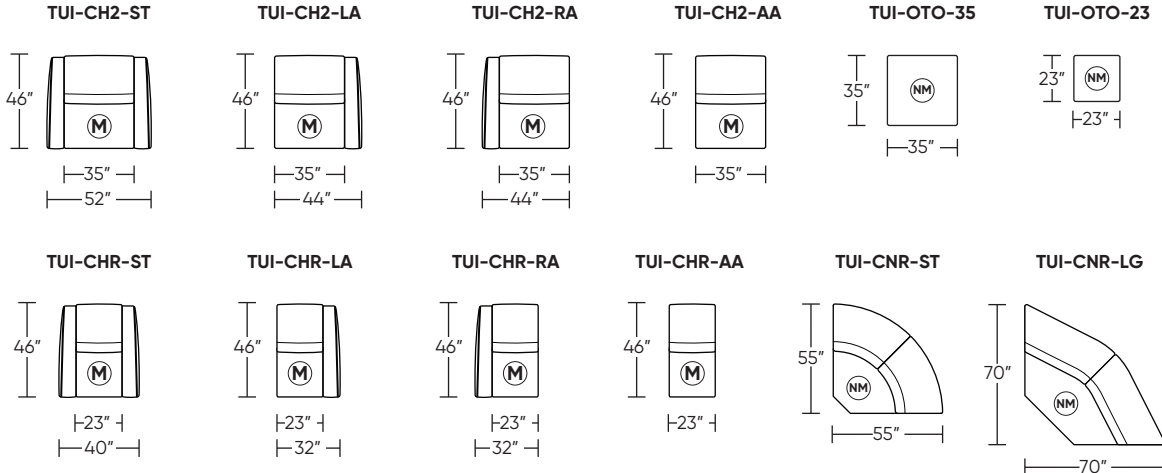 TUI-CH2-ST TUI-CH2-LA TUI-CH2-RA TUI-CH2-AA TUI-OTO-35 TUI-OTO-23
46" M 46" M 46" M 46" M 35" NM 23" NM
35" 35" 35" 35" 35" 23"
52" 44" 44"
TUI-CHR-ST TUI-CHR-LA TUI-CHR-RA TUI-CHR-AA TUI-CNR-ST TUI-CNR-LG
46" M 46" M 46" M 46" M 55" NM 70" NM
23" 23" 23" 23" 55"
40" 32" 32" 70"